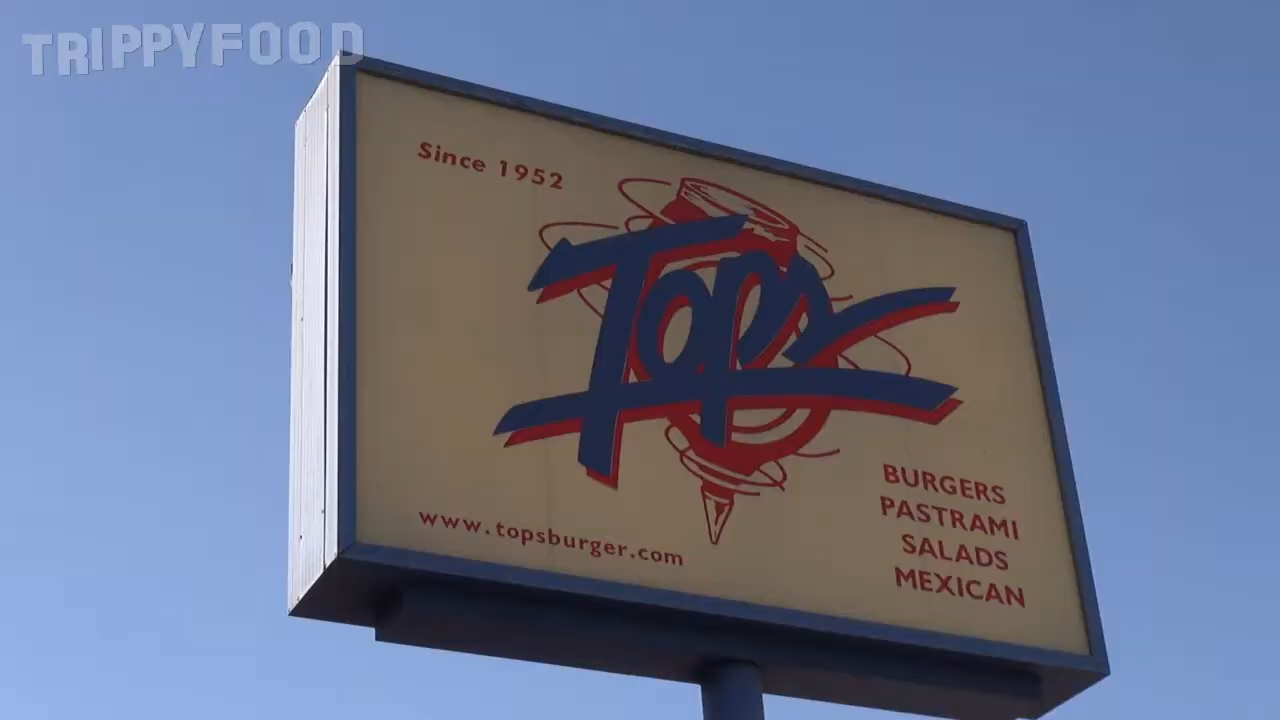 TRIPPYFOOD
Since 1952
Tops
www.topsburger.com
BURGERS
PASTRAMI
SALADS
MEXICAN